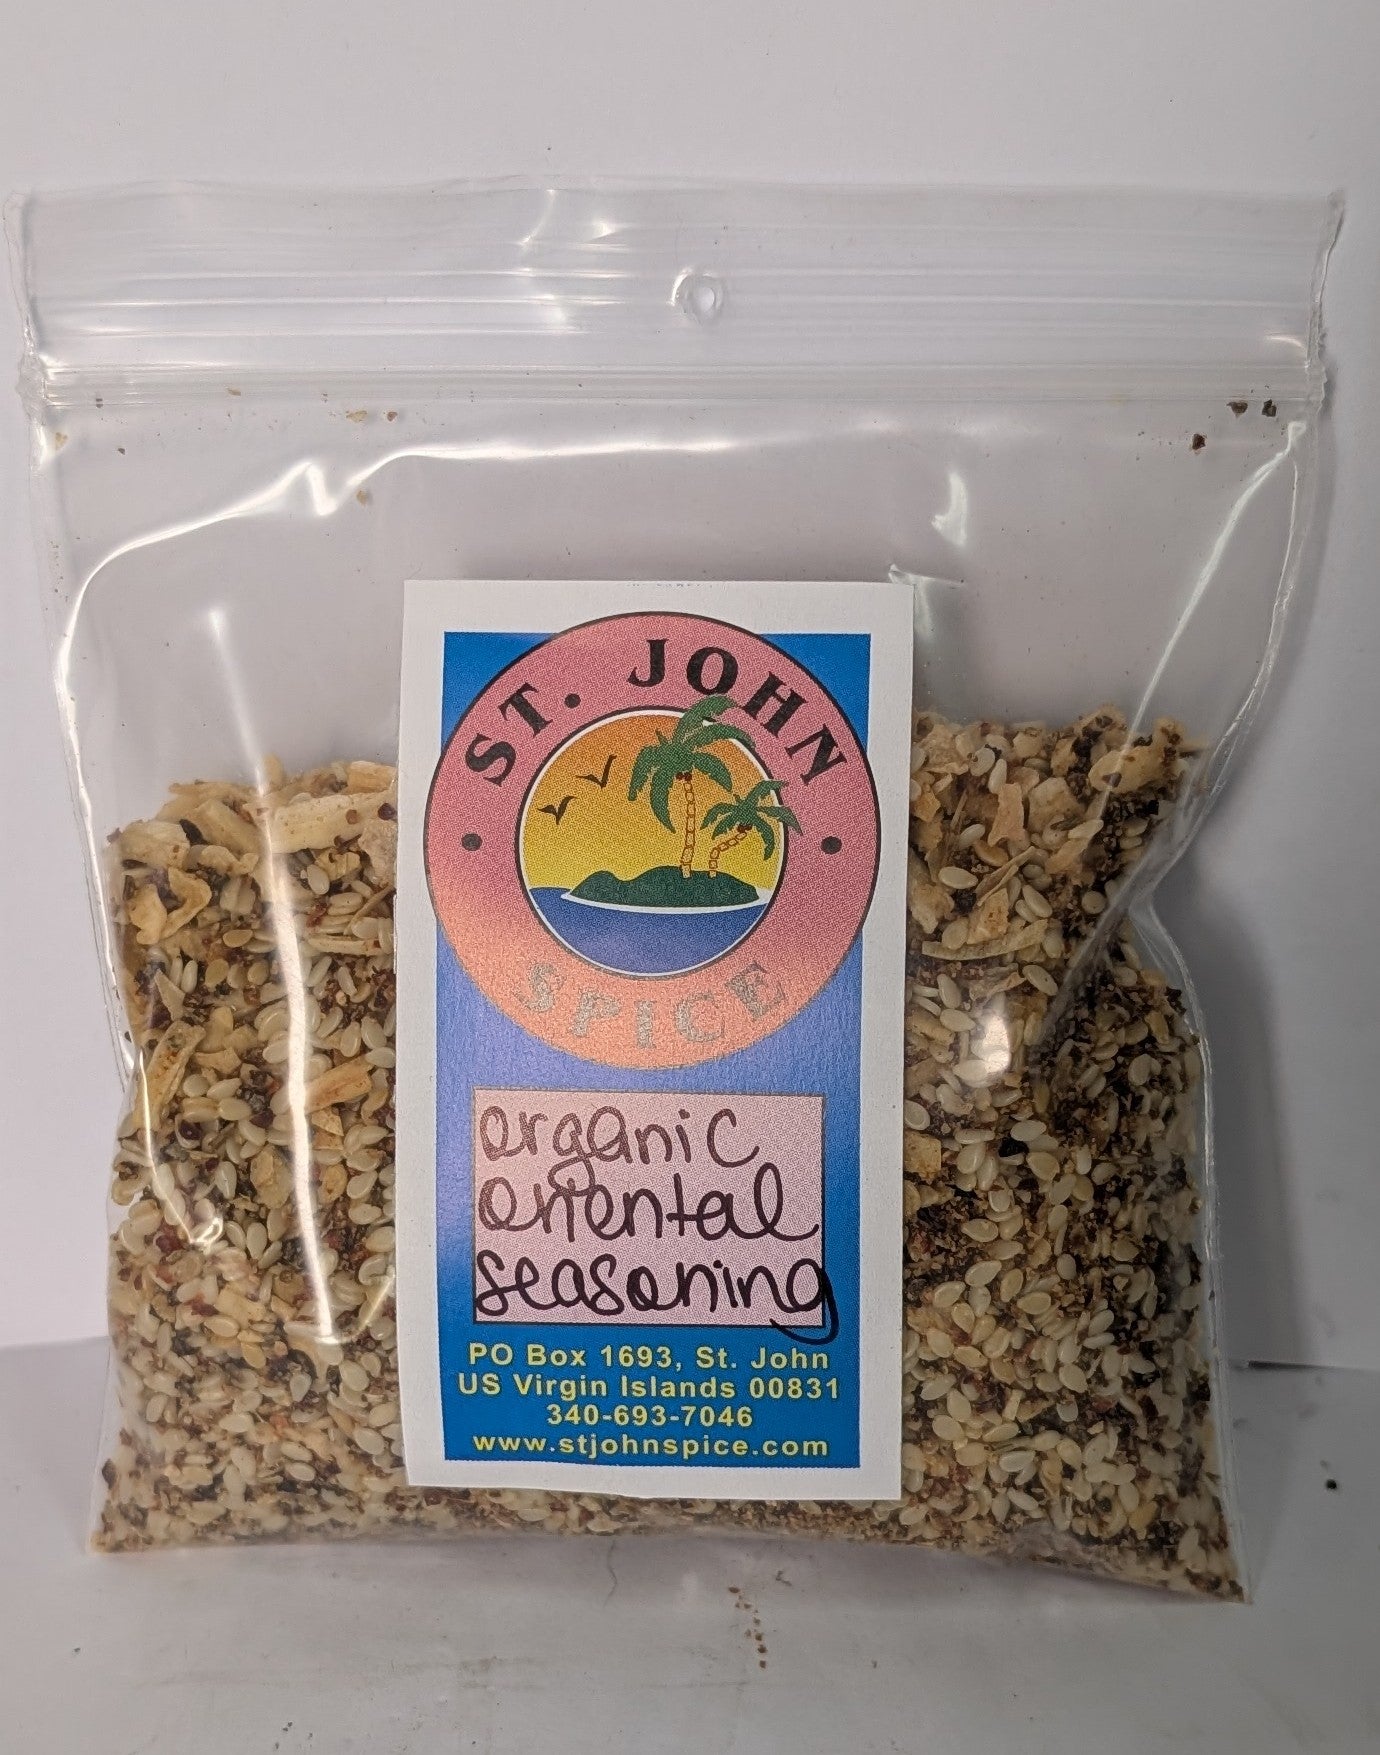 ST. JOHN
SPICE
organic
oriental
seasoning
PO Box 1693, St. John
US Virgin Islands 00831
340-693-7046
www.stjohnspice.com